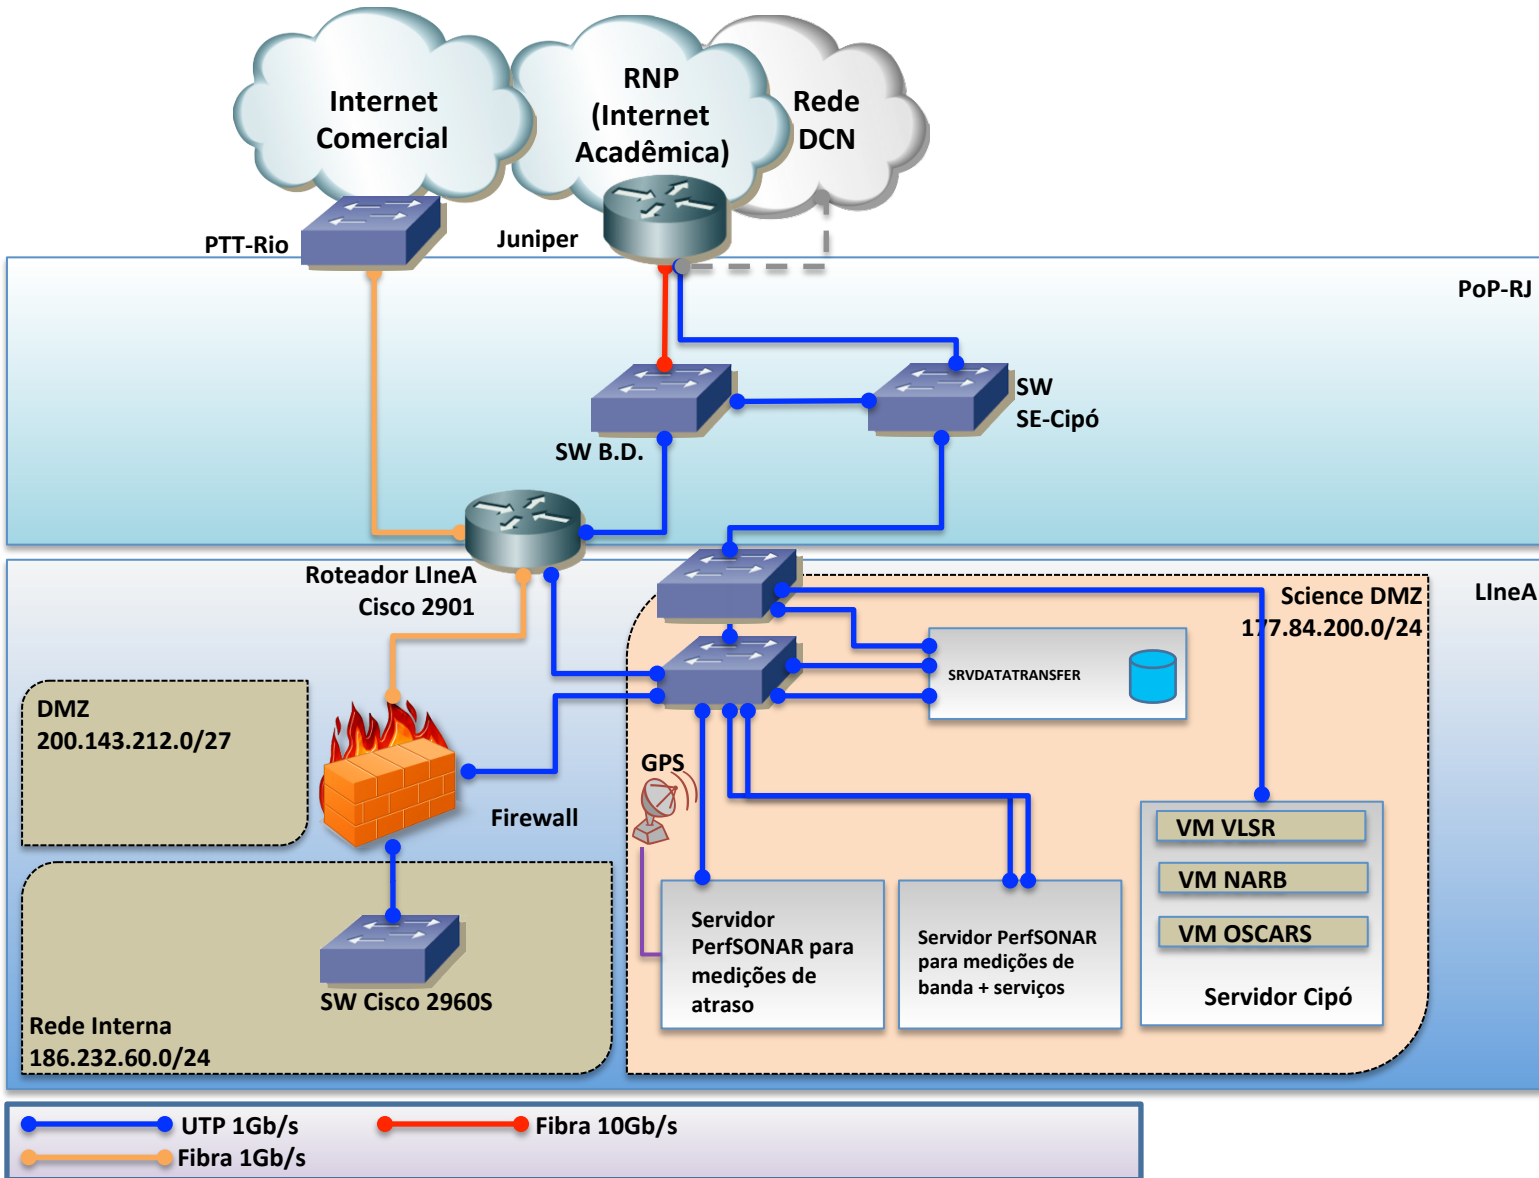 Internet
Comercial
RNP
(Internet
Acadêmica)
Rede
DCN
PTT-Rio
Juniper
PoP-RJ
SW
SE-Cipó
SW B.D.
Roteador LIneA
Cisco 2901
Science DMZ
177.84.200.0/24
LIneA
SRVDATATRANSFER
DMZ
200.143.212.0/27
GPS
Firewall
VM VLSR
VM NARB
VM OSCARS
Servidor Cipó
Servidor
PerfSONAR para
medições de
atraso
Servidor PerfSONAR
para medições de
banda + serviços
SW Cisco 2960S
Rede Interna
186.232.60.0/24
UTP 1Gb/s
Fibra 10Gb/s
Fibra 1Gb/s